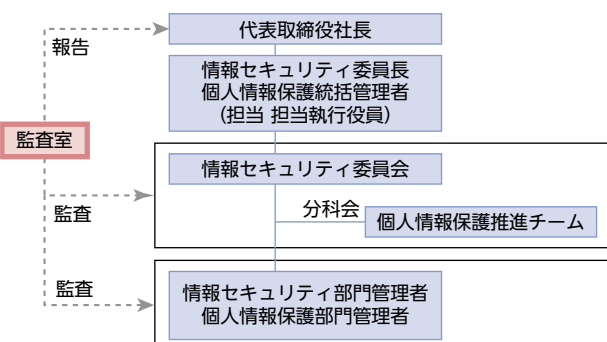 代表取締役社長
報告
情報セキュリティ委員長
個人情報保護統括管理者
（担当 担当執行役員）
監査室
情報セキュリティ委員会
監査
分科会
個人情報保護推進チーム
監査
情報セキュリティ部門管理者
個人情報保護部門管理者